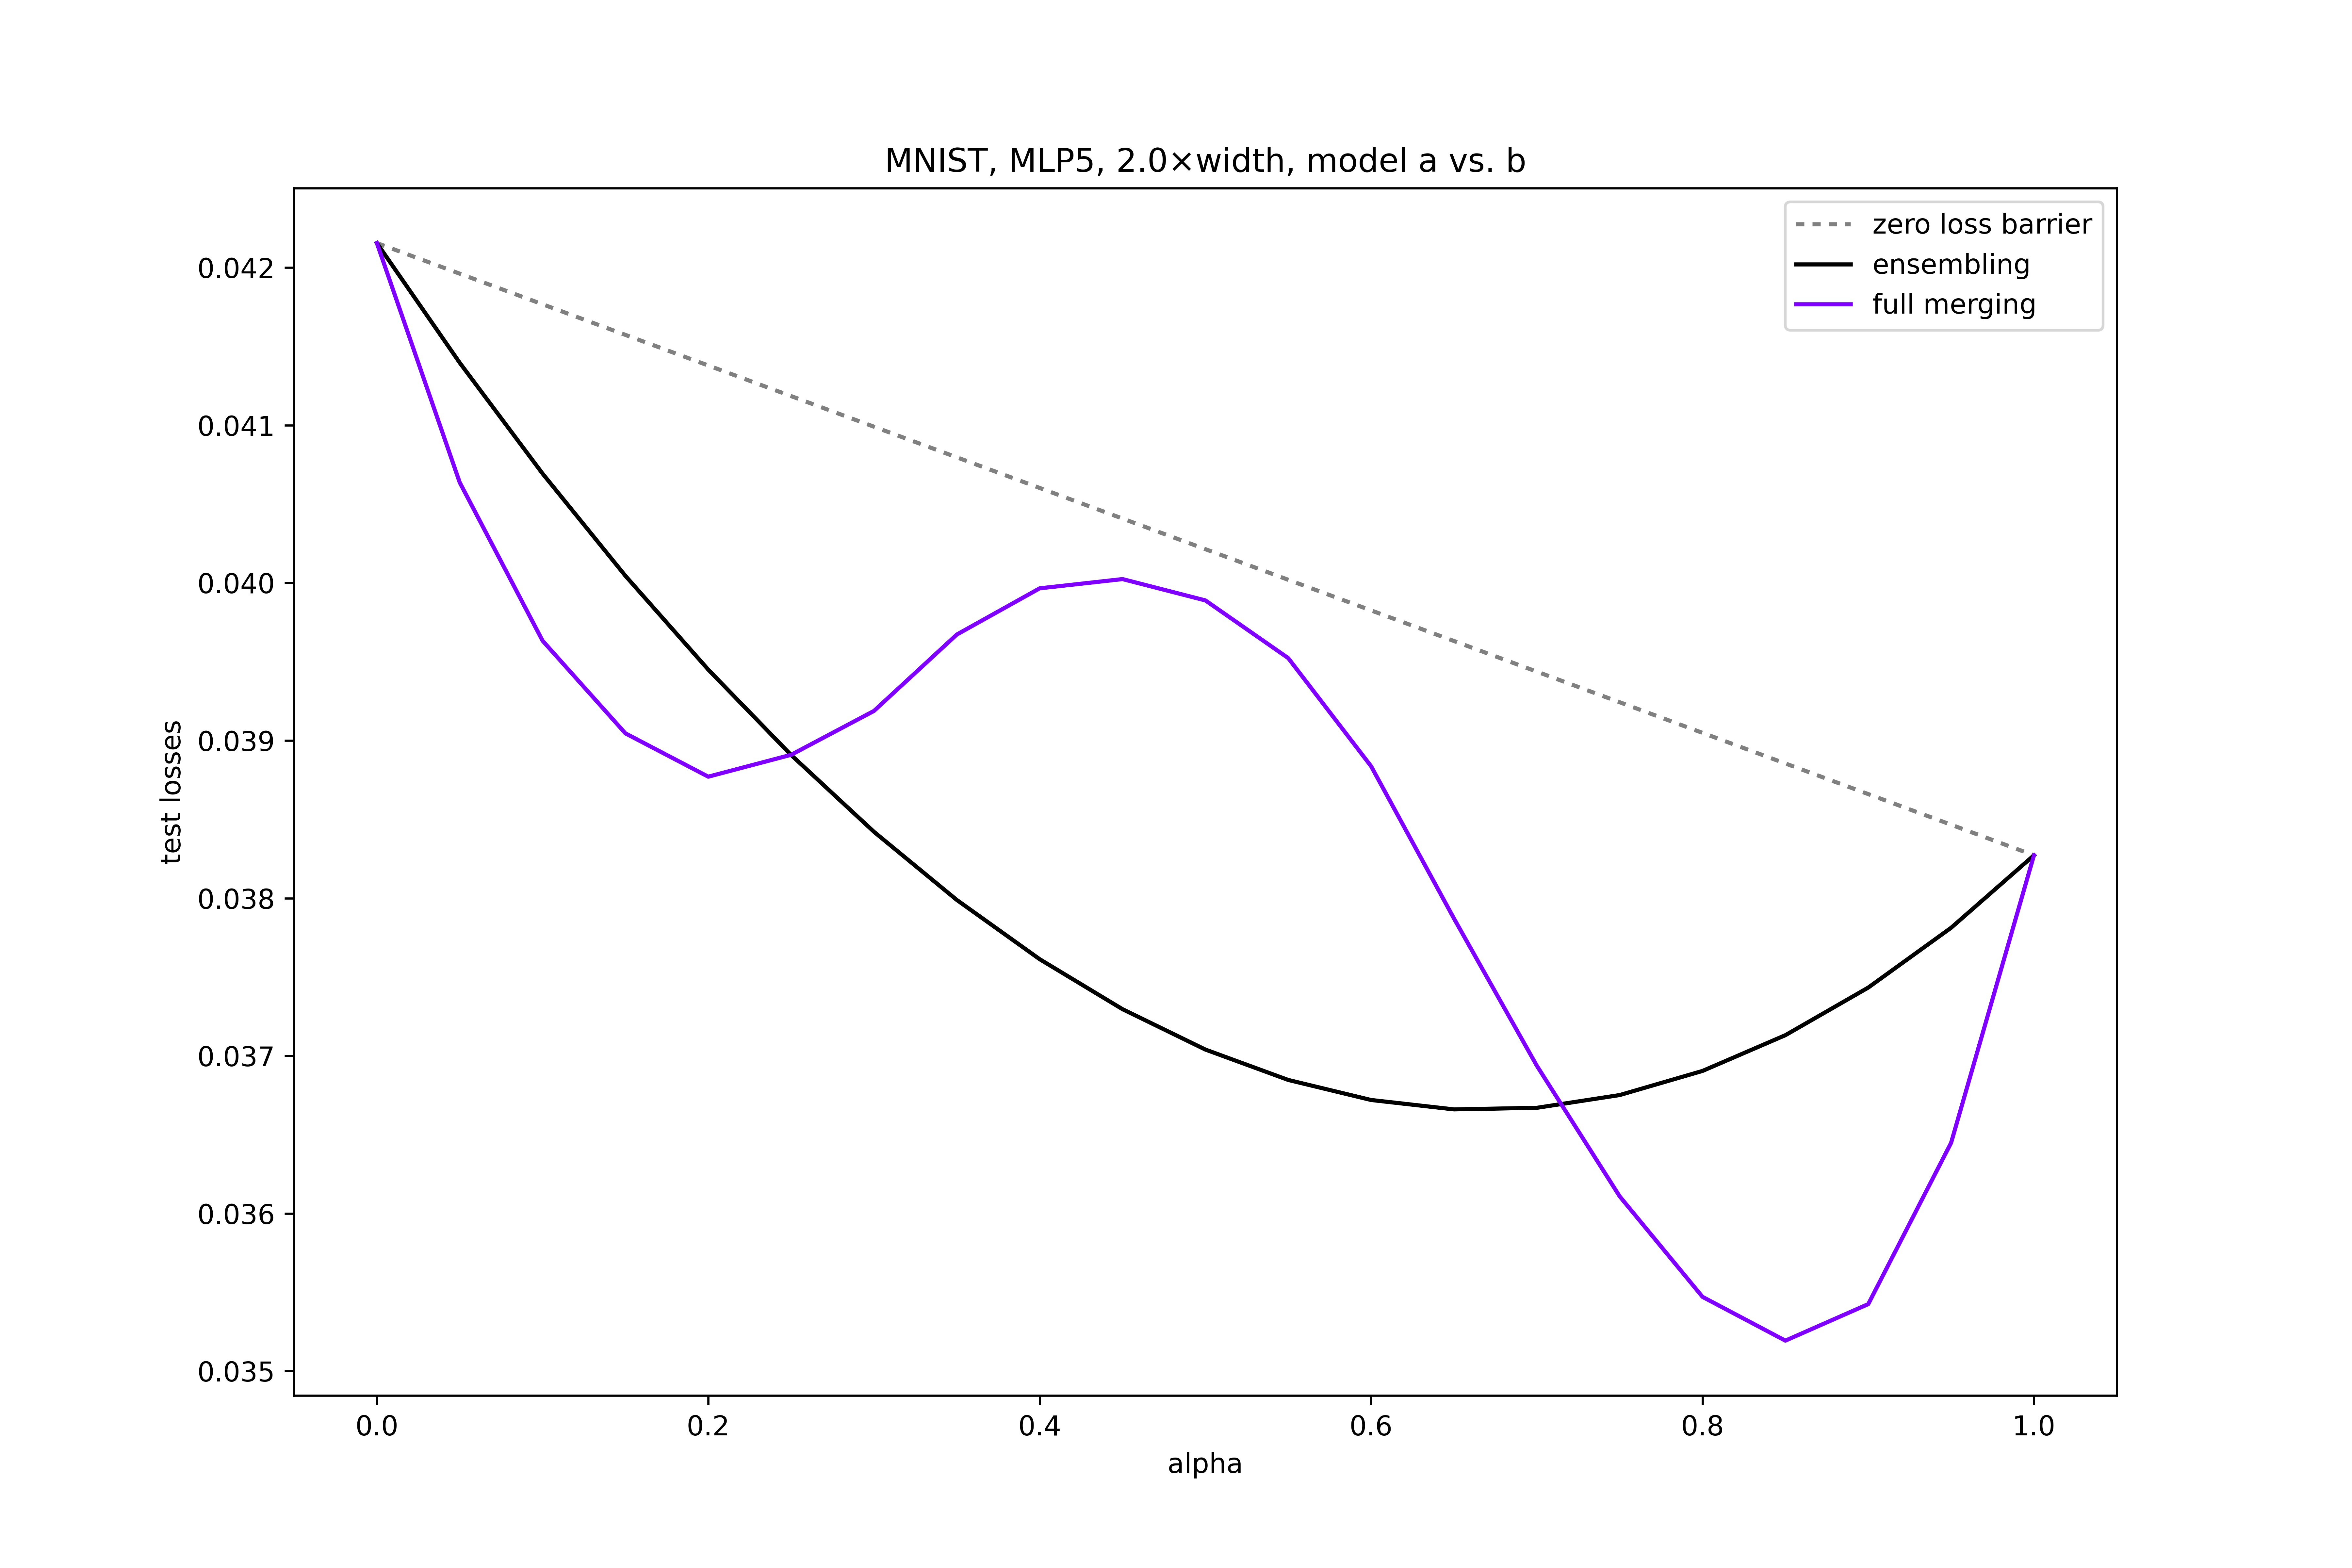 MNIST, MLP5, 2.0×width, model a vs. b
zero loss barrier
ensembling
full merging
test losses
0.042
0.041
0.040
0.039
0.038
0.037
0.036
0.035
0.0 0.2 0.4 0.6 0.8 1.0
alpha